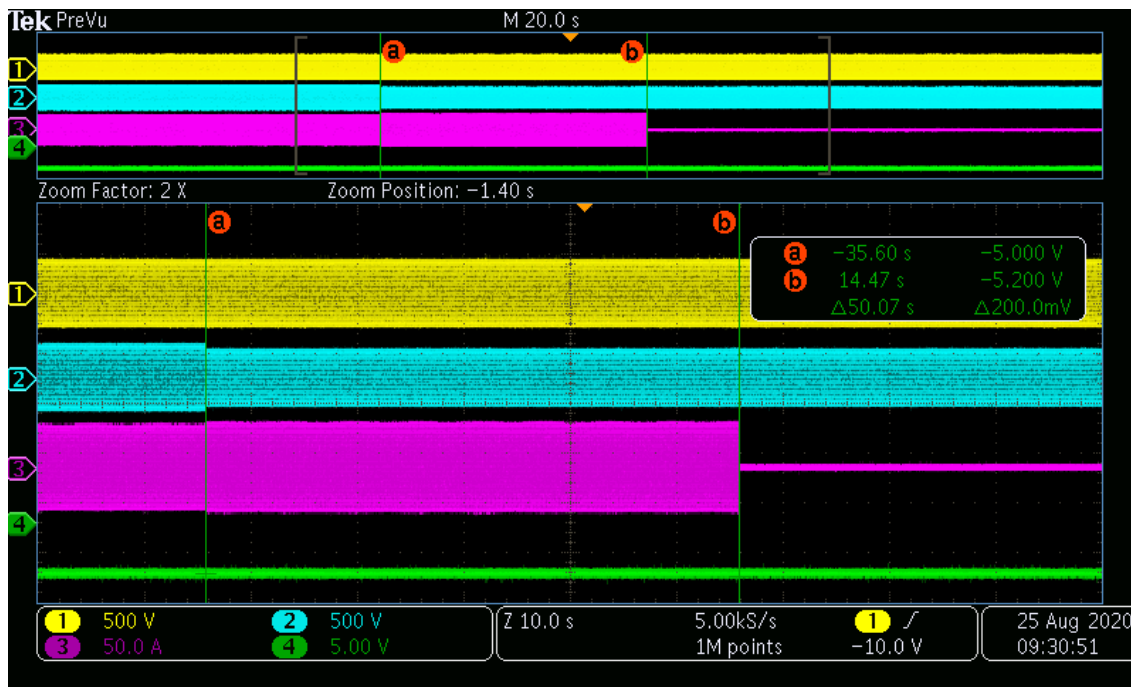 Tek PreVu M 20.0 s
a b
1
2
3
4
Zoom Factor: 2 X Zoom Position: −1.40 s
a b
a −35.60 s −5.000 V
b 14.47 s −5.200 V
Δ50.07 s Δ200.0mV
1
2
3
4
1 500 V 2 500 V Z 10.0 s 5.00kS/s 1 25 Aug 2020
3 50.0 A 4 5.00 V 1M points −10.0 V 09:30:51